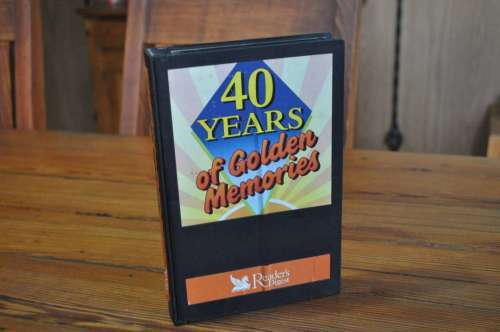 40
YEARS
of Golden
Memories
Reader's
Digest